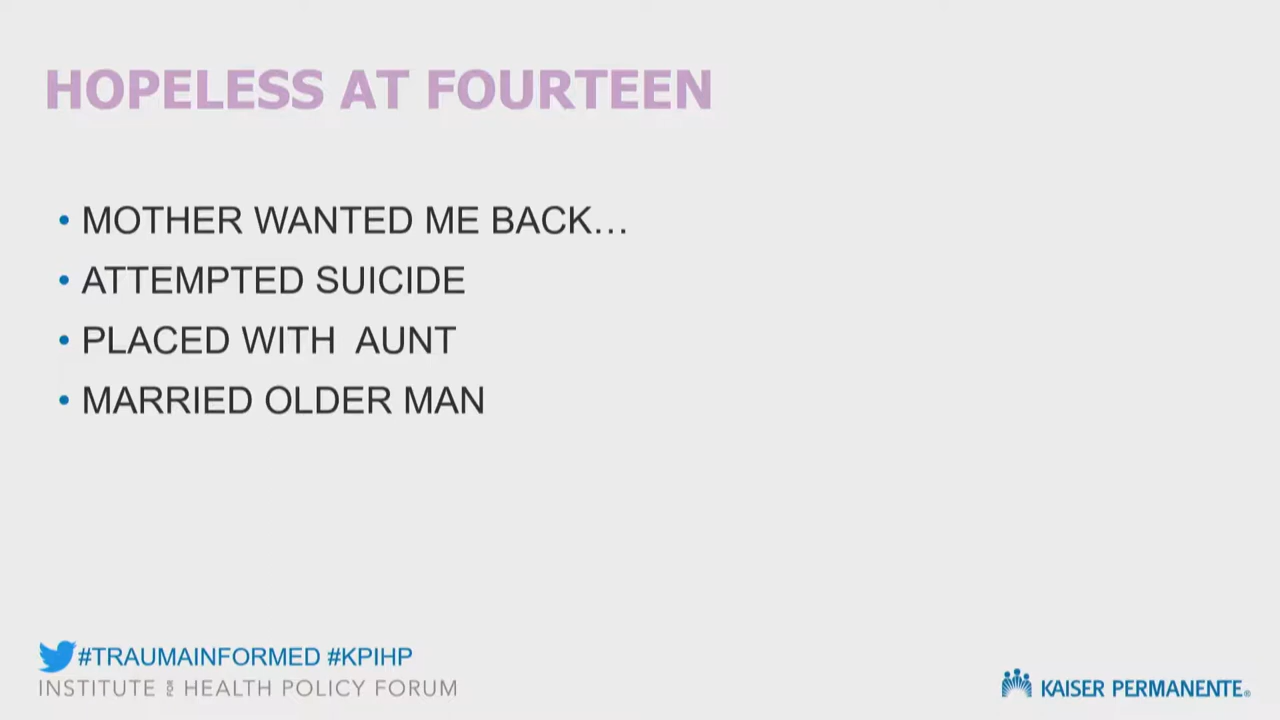 HOPELESS AT FOURTEEN
• MOTHER WANTED ME BACK…
• ATTEMPTED SUICIDE
• PLACED WITH  AUNT
• MARRIED OLDER MAN
#TRAUMAINFORMED #KPIHP
INSTITUTE FOR HEALTH POLICY FORUM
KAISER PERMANENTE®